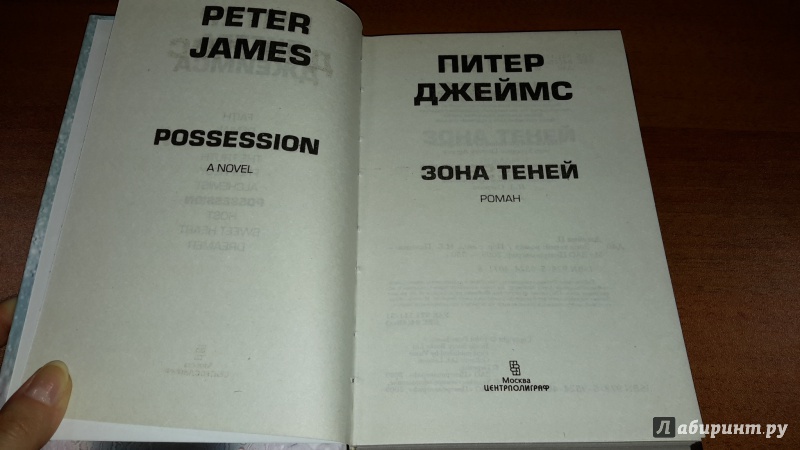 PETER
JAMES
POSSESSION
A NOVEL
ПИТЕР
ДЖЕЙМС
ЗОНА ТЕНЕЙ
РОМАН
Москва
ЦЕНТРПОЛИГРАФ
Лабиринт.ру